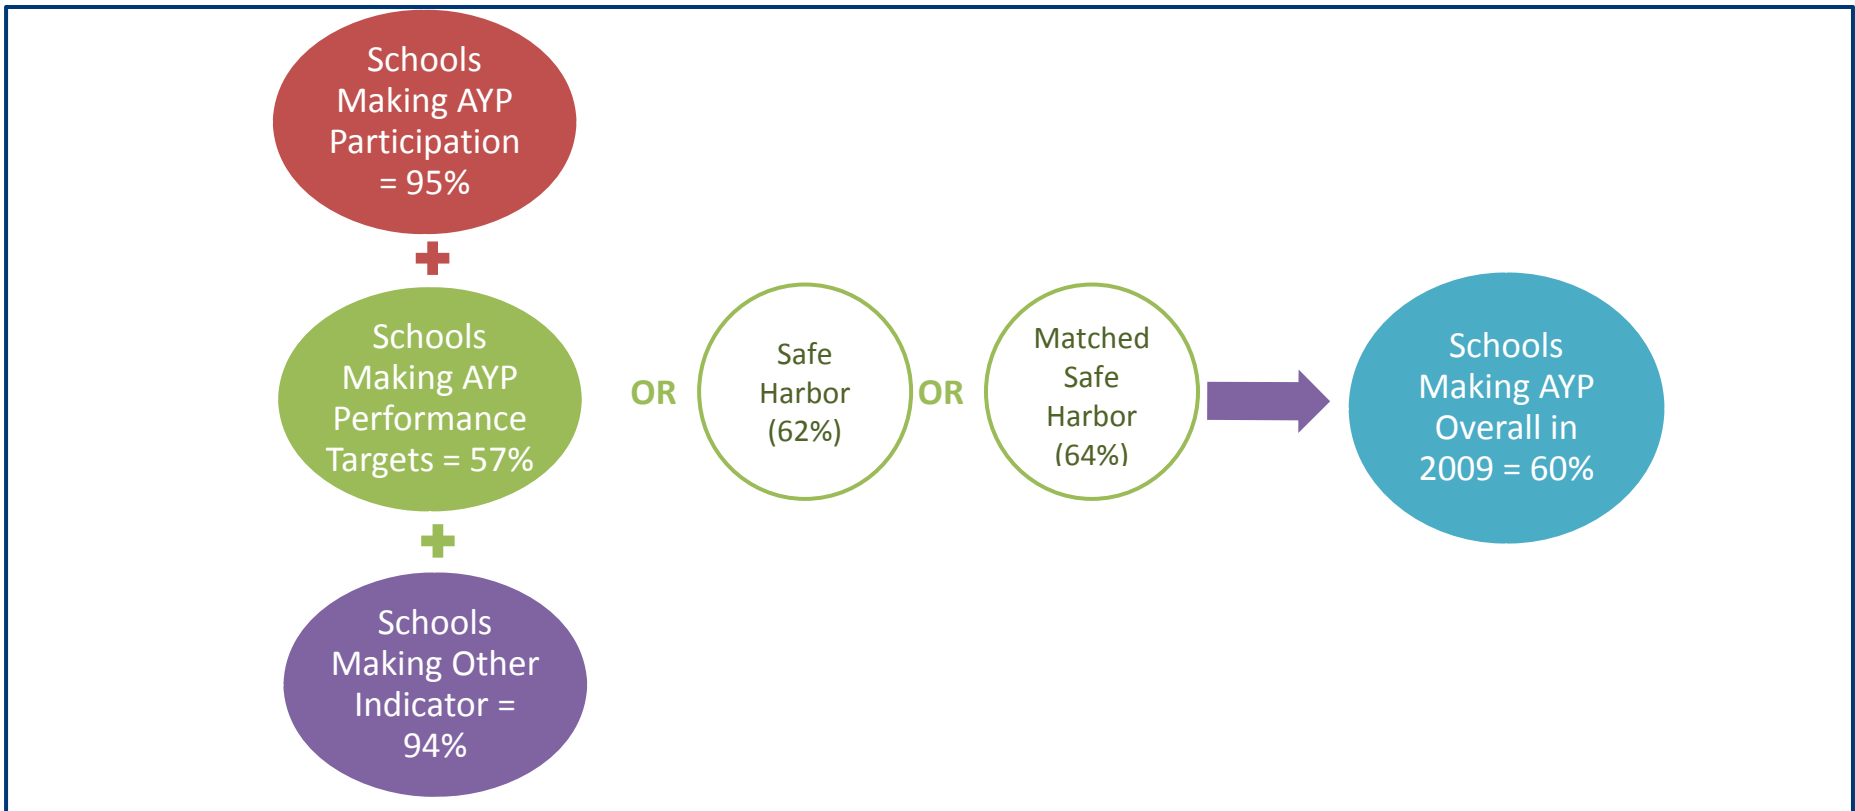 Schools
Making AYP
Participation
= 95%
Schools
Making AYP
Performance
Targets = 57%
OR
Safe
Harbor
(62%)
OR
Matched
Safe
Harbor
(64%)
Schools
Making AYP
Overall in
2009 = 60%
Schools
Making Other
Indicator =
94%